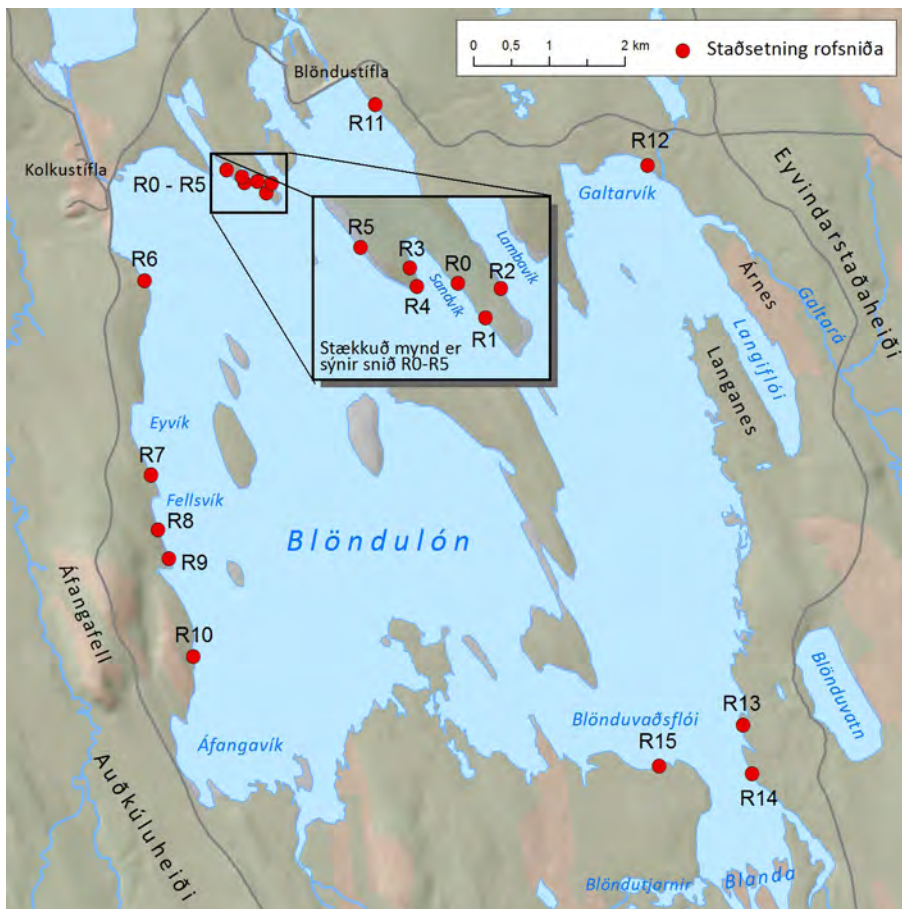 0 0,5 1 2 km
Staðsetning rofsniða
Blöndustífla
R11
R12
Kolkustífla
R0 - R5
Galtarvík
Eyvindarstaðaheiði
R5
R3
R0
R2
R4
R1
Sandvík
Lambavík
Stækkuð mynd er
sýnir snið R0-R5
R6
Árnes
Galtará
Langiflói
Langanes
Eyvík
R7
Fellsvík
R8
R9
Blöndulón
Áfangafell
R10
Blönduvatn
Áfangavík
Blönduvaðsflói
R13
R15
R14
Auðkúluheiði
Blöndutjarnir
Blanda